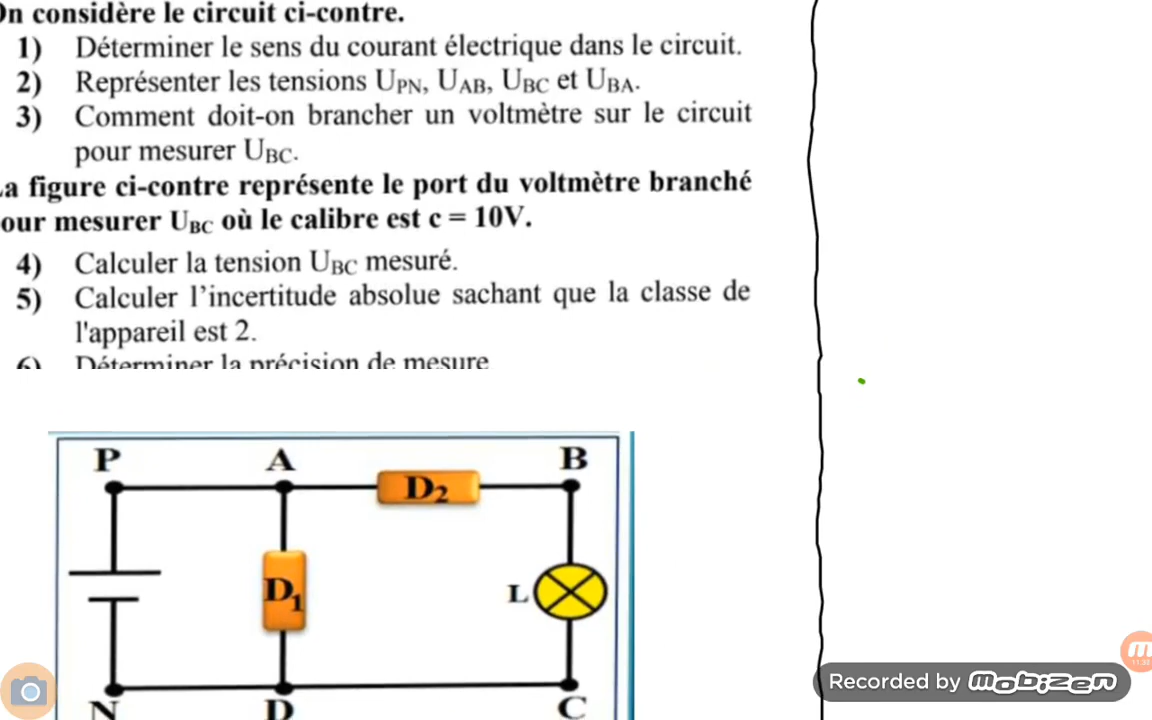 On considère le circuit ci-contre.
1) Déterminer le sens du courant électrique dans le circuit.
2) Représenter les tensions UPN, UAB, UBC et UBA.
3) Comment doit-on brancher un voltmètre sur le circuit
pour mesurer UBC.
La figure ci-contre représente le port du voltmètre branché
pour mesurer UBC où le calibre est c = 10V.
4) Calculer la tension UBC mesuré.
5) Calculer l’incertitude absolue sachant que la classe de
l'appareil est 2.
6) Déterminer la précision de mesure
P A B
D2
D1
L
N D C
Recorded by mobizen
m
11:30